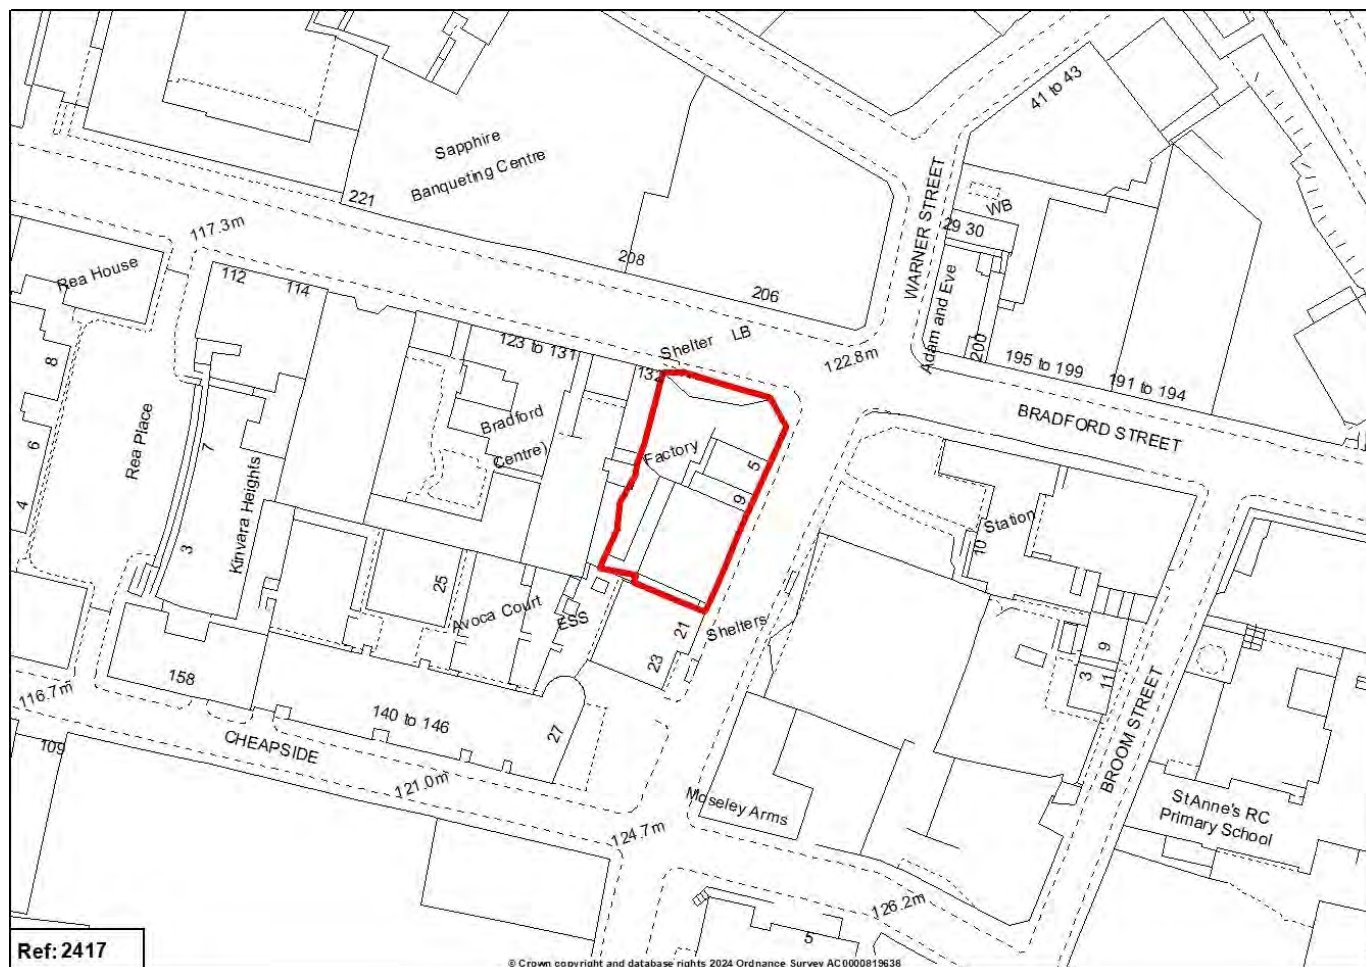 41 to 43
Sapphire
Banqueting Centre
221
117.3m
WB
29 30
WARNER STREET
208
206
Rea House
112
114
Adam and Eve
200
Shelter
LB
122.8m
123 to 131
132
195 to 199
191 to 194
BRADFORD STREET
8
6
4
Rea Place
7
3
Kinvara Heights
Bradford
Centre)
Factory
5
9
Station
10
25
Avoca Court
ESS
21
23
Shelters
9
3
11
BROOM STREET
158
116.7m
109
140 to 146
27
CHEAPSIDE
121.0m
124.7m
Moseley Arms
St Anne's RC
Primary School
126.2m
5
Ref: 2417
© Crown copyright and database rights 2024 Ordnance Survey AC0000819636